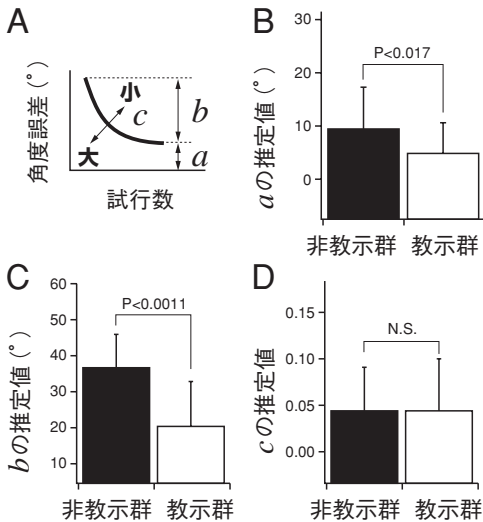 A
角度誤差(°)
小
c
大
b
a
試行数
B
aの推定値(°)
30
20
10
0
P<0.017
非教示群
教示群
C
bの推定値(°)
60
50
40
30
20
10
P<0.0011
非教示群
教示群
D
cの推定値
0.15
0.10
0.05
0.00
N.S.
非教示群
教示群